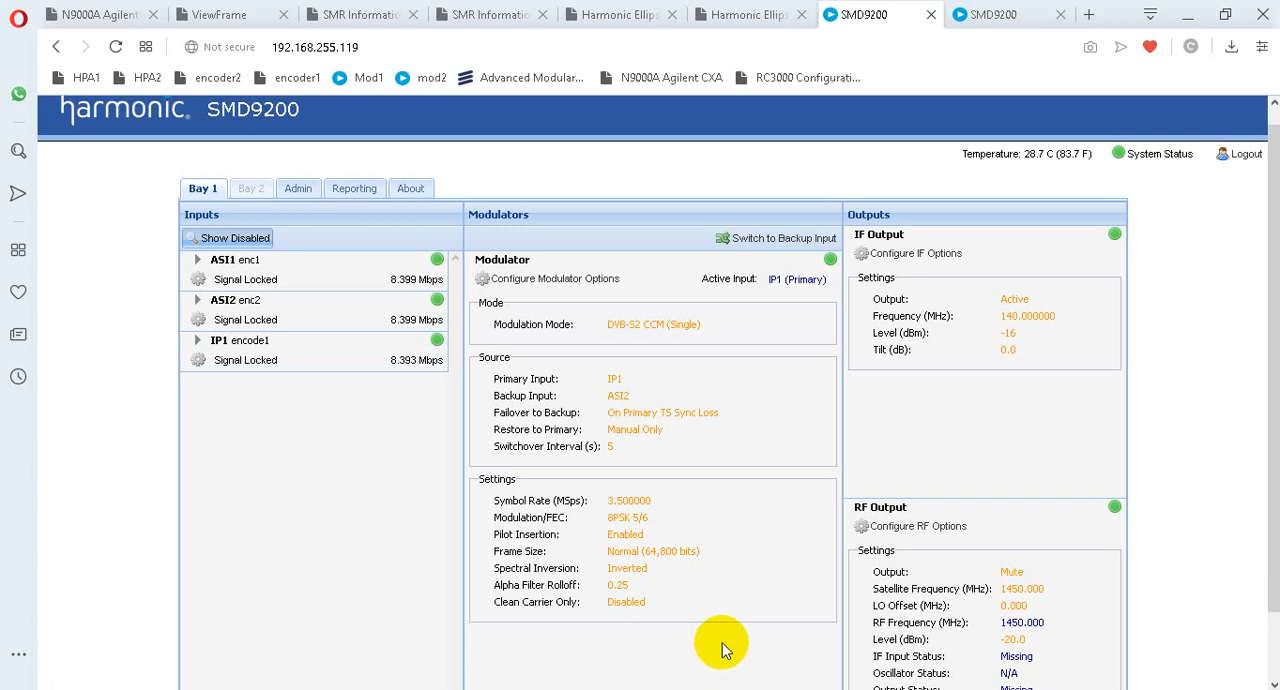 N9000A Agilent
ViewFrame
SMR Informatio
SMR Informatio
Harmonic Ellips
Harmonic Ellips
SMD9200
SMD9200
Not secure 192.168.255.119
HPA1
HPA2
encoder2
encoder1
Mod1
mod2
Advanced Modular...
N9000A Agilent CXA
RC3000 Configurati...
harmonic. SMD9200
Temperature: 28.7 C (83.7 F) System Status Logout
Bay 1 Bay 2 Admin Reporting About
Inputs
Show Disabled
ASI1 enc1
Signal Locked 8.399 Mbps
ASI2 enc2
Signal Locked 8.399 Mbps
IP1 encode1
Signal Locked 8.393 Mbps
Modulators
Switch to Backup Input
Modulator
Configure Modulator Options Active Input: IP1 (Primary)
Mode
Modulation Mode: DVB-S2 CCM (Single)
Source
Primary Input: IP1
Backup Input: ASI2
Failover to Backup: On Primary TS Sync Loss
Restore to Primary: Manual Only
Switchover Interval (s): 5
Settings
Symbol Rate (MSps): 3.500000
Modulation/FEC: 8PSK 5/6
Pilot Insertion: Enabled
Frame Size: Normal (64,800 bits)
Spectral Inversion: Inverted
Alpha Filter Rolloff: 0.25
Clean Carrier Only: Disabled
Outputs
IF Output
Configure IF Options
Settings
Output: Active
Frequency (MHz): 140.000000
Level (dBm): -16
Tilt (dB): 0.0
RF Output
Configure RF Options
Settings
Output: Mute
Satellite Frequency (MHz): 1450.000
LO Offset (MHz): 0.000
RF Frequency (MHz): 1450.000
Level (dBm): -20.0
IF Input Status: Missing
Oscillator Status: N/A
Output Status: Missing